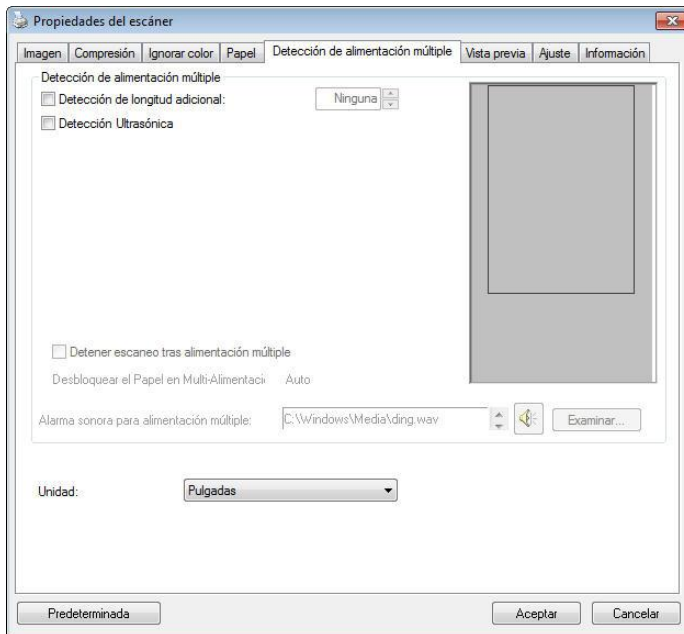 Propiedades del escáner
Imagen Compresión Ignorar color Papel Detección de alimentación múltiple Vista previa Ajuste Información
Detección de alimentación múltiple
Detección de longitud adicional: Ninguna
Detección Ultrasónica
Detener escaneo tras alimentación múltiple
Desbloquear el Papel en Multi-Alimentaci Auto
Alarma sonora para alimentación múltiple: C:\Windows\Media\ding.wav Examinar...
Unidad: Pulgadas
Predeterminada Aceptar Cancelar